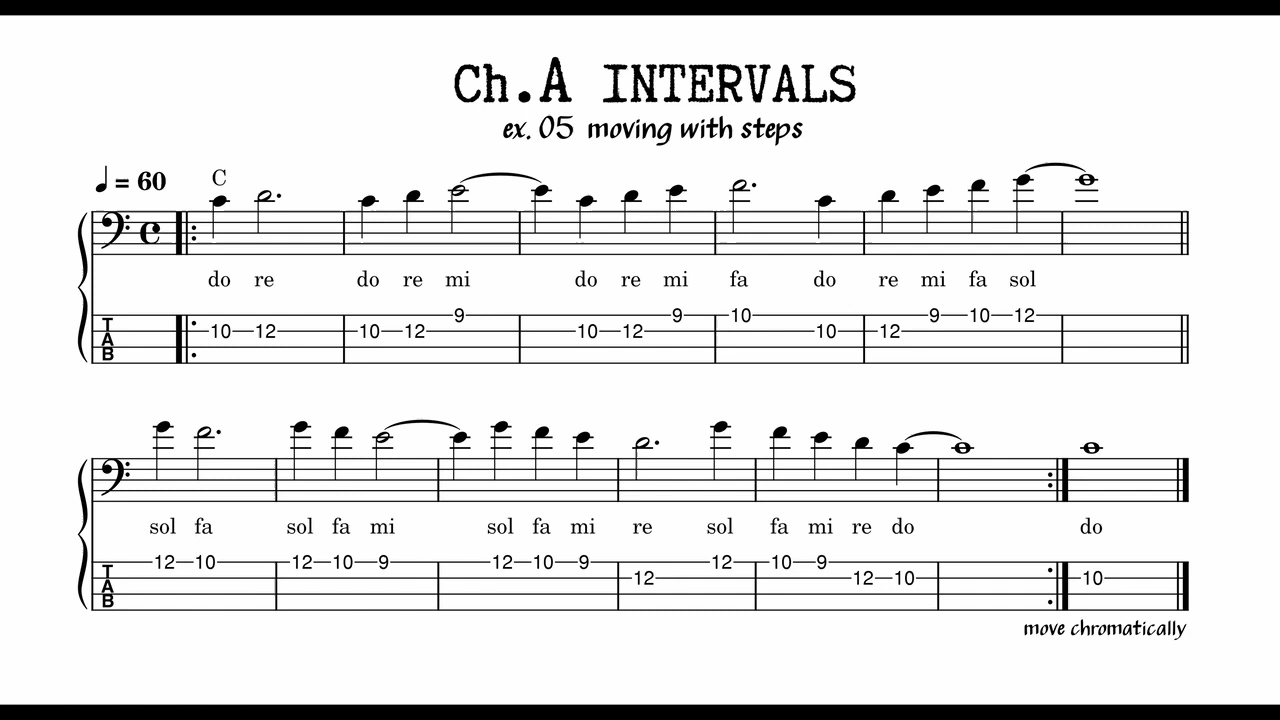 Ch.A INTERVALS
ex. 05 moving with steps
♩ = 60
C
do re do re mi do re mi fa do re mi fa sol
10 12 10 12 9 10 12 9 10 10 12 9 10 12
TAB
sol fa sol fa mi sol fa mi re sol fa mi re do do
12 10 12 10 9 12 10 9 12 12 10 9 12 10 10
TAB
move chromatically